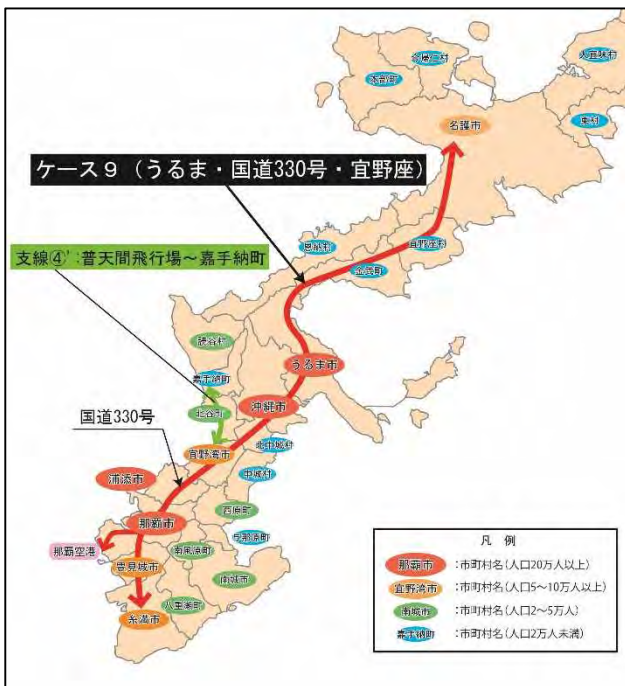 今帰仁村
本部町
大宜味村
東村
名護市
ケース９（うるま・国道330号・宜野座）
恩納村
宜野座村
金武町
支線④’:普天間飛行場～嘉手納町
読谷村
うるま市
嘉手納町
沖縄市
北谷町
国道330号
北中城村
宜野湾市
中城村
浦添市
西原町
那覇市
与那原町
那覇空港
南風原町
豊見城市
南城市
八重瀬町
糸満市
凡 例
那覇市 :市町村名(人口20万人以上)
宜野湾市 :市町村名(人口5～10万人以上)
南城市 :市町村名(人口2～5万人)
嘉手納町 :市町村名(人口2万人未満)